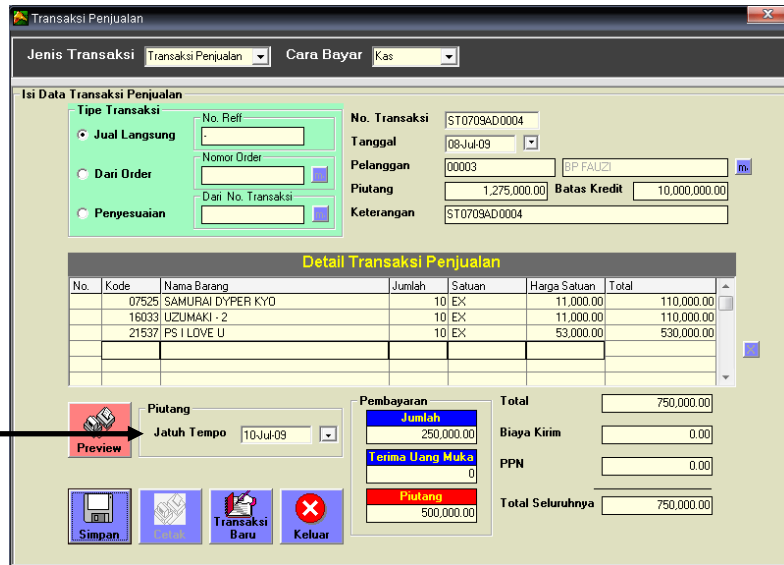 Transaksi Penjualan
Jenis Transaksi Transaksi Penjualan Cara Bayar Kas
Isi Data Transaksi Penjualan
Tipe Transaksi
No. Reff
Jual Langsung -
Nomor Order
Dari Order
Dari No. Transaksi
Penyesuaian
No. Transaksi ST0709AD0004
Tanggal 08-Jul-09
Pelanggan 00003 BP FAUZI m.
Piutang 1,275,000.00 Batas Kredit 10,000,000.00
Keterangan ST0709AD0004
Detail Transaksi Penjualan
No. Kode Nama Barang Jumlah Satuan Harga Satuan Total
07525 SAMURAI DYPER KYO 10 EX 11,000.00 110,000.00
16033 UZUMAKI - 2 10 EX 11,000.00 110,000.00
21537 PS I LOVE U 10 EX 53,000.00 530,000.00
Preview
Piutang
Jatuh Tempo 10-Jul-09
Simpan
Cetak
Transaksi
Baru
Keluar
Pembayaran
Jumlah
250,000.00
Terima Uang Muka
0
Piutang
500,000.00
Total 750,000.00
Biaya Kirim 0.00
PPN 0.00
Total Seluruhnya 750,000.00